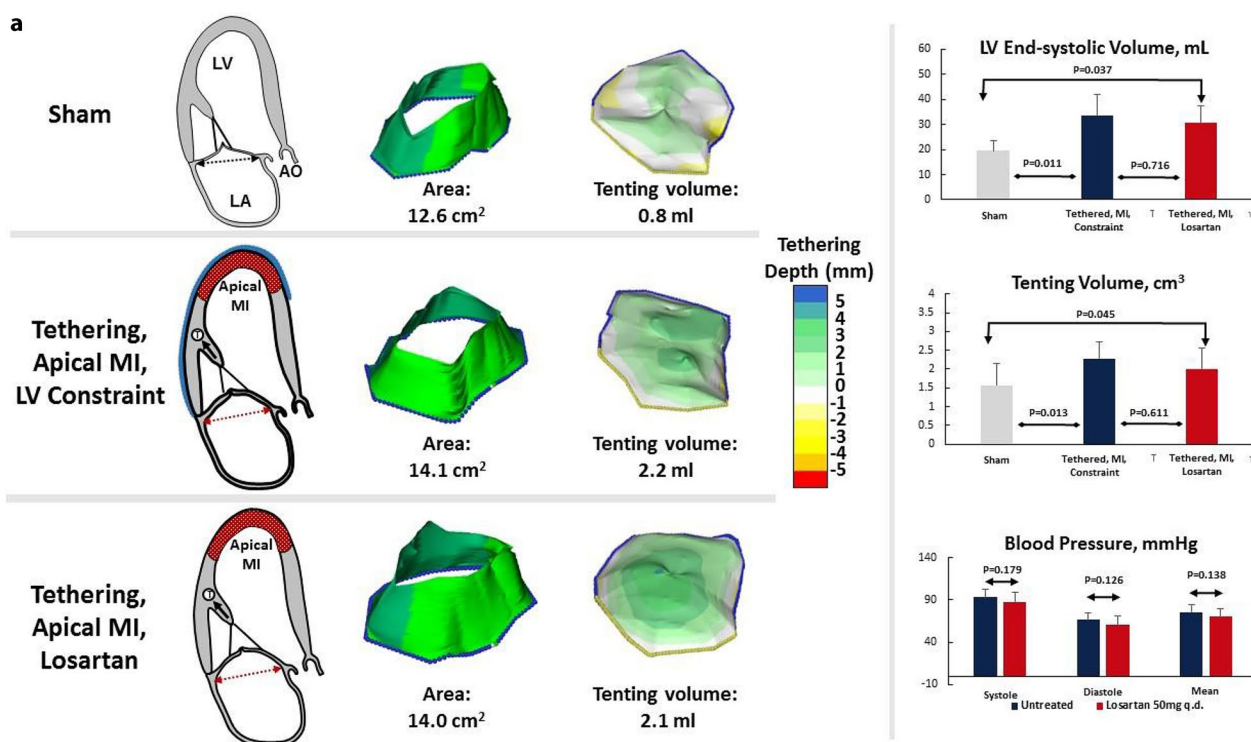 a
Sham
LV
AO
LA
Area:
12.6 cm²
Tenting volume:
0.8 ml
Tethering,
Apical MI,
LV Constraint
Apical
MI
T
Area:
14.1 cm²
Tenting volume:
2.2 ml
Tethering
Depth (mm)
5
4
3
2
1
0
-1
-2
-3
-4
-5
Tethering,
Apical MI,
Losartan
Apical
MI
T
Area:
14.0 cm²
Tenting volume:
2.1 ml
LV End-systolic Volume, mL
60
50
40
30
20
10
0
P=0.037
P=0.011
P=0.716
Sham
Tethered, MI,
Constraint
T
Tethered, MI,
Losartan
T
Tenting Volume, cm³
4
3.5
3
2.5
2
1.5
1
0.5
0
P=0.045
P=0.013
P=0.611
Sham
Tethered, MI,
Constraint
T
Tethered, MI,
Losartan
T
Blood Pressure, mmHg
140
90
40
-10
P=0.179
P=0.126
P=0.138
Systole
Diastole
Mean
Untreated
Losartan 50mg q.d.